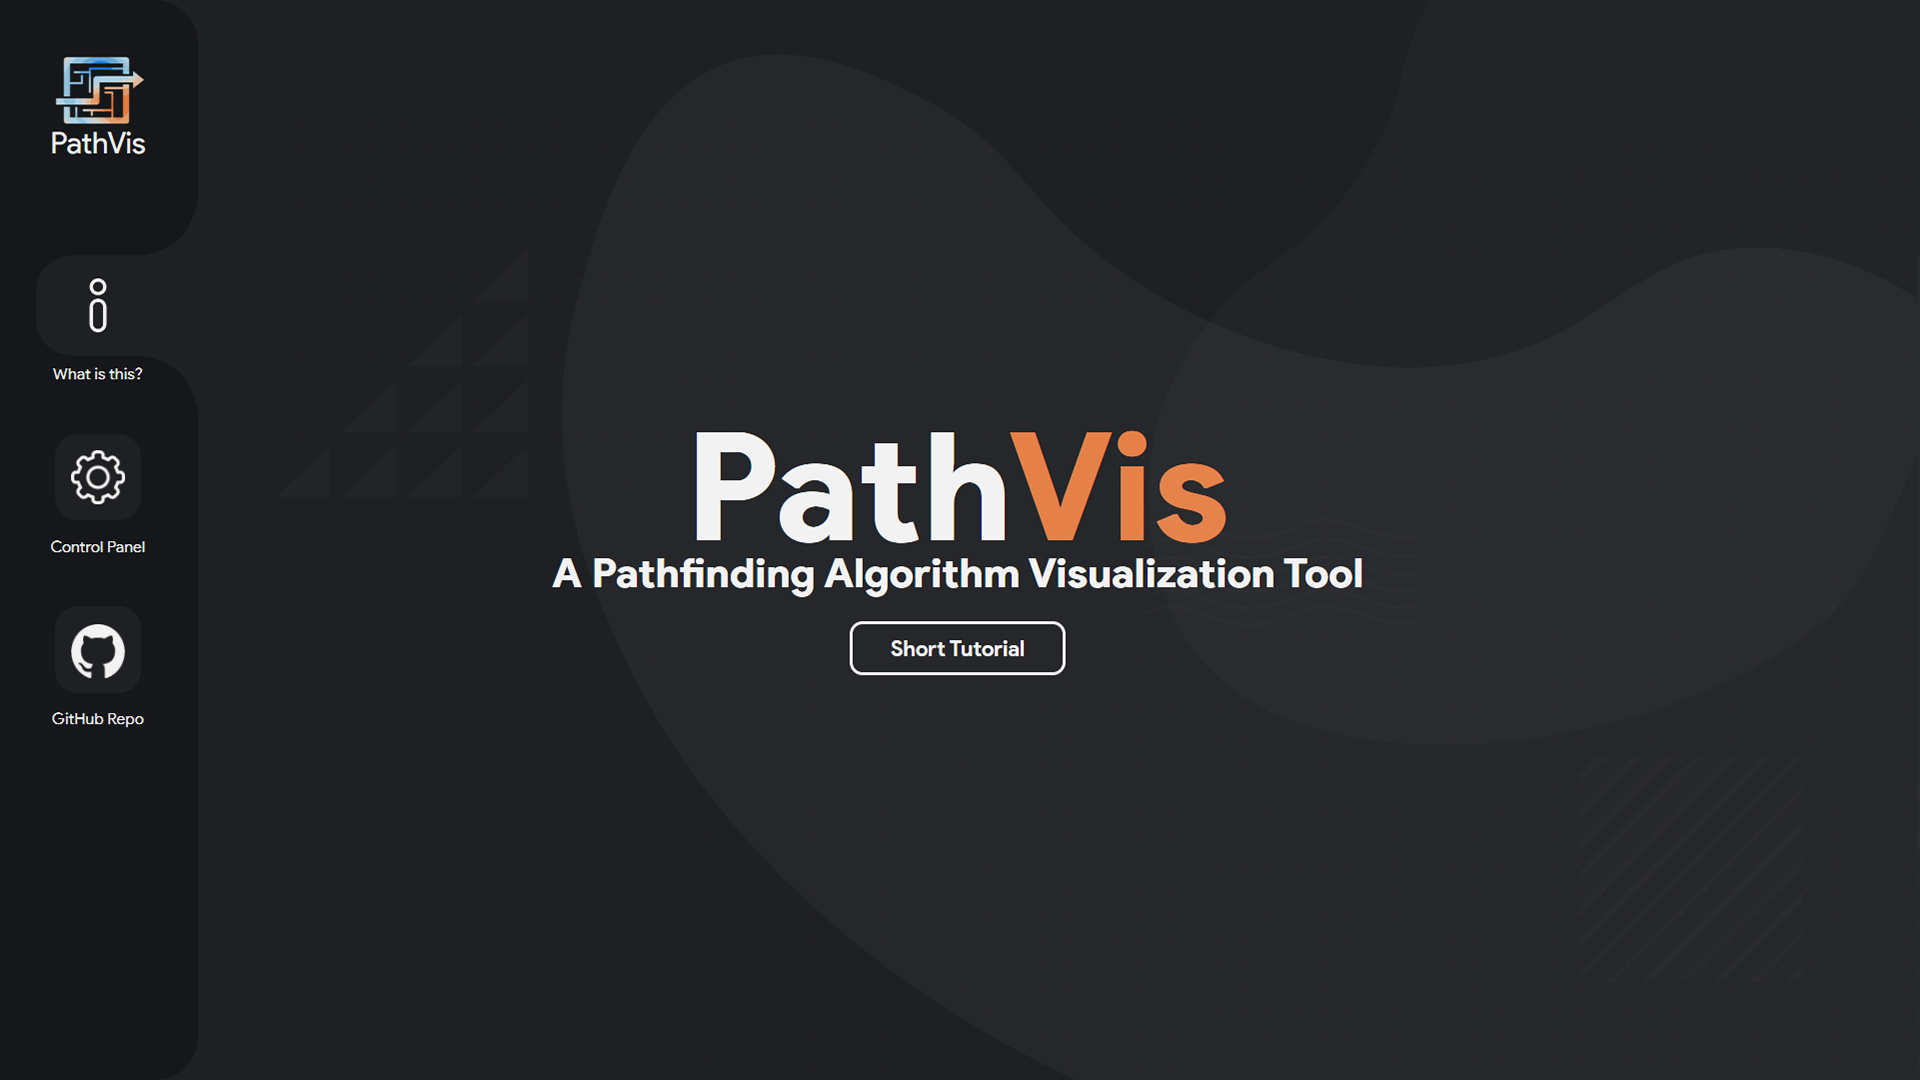 PathVis
What is this?
Control Panel
GitHub Repo
PathVis
A Pathfinding Algorithm Visualization Tool
Short Tutorial